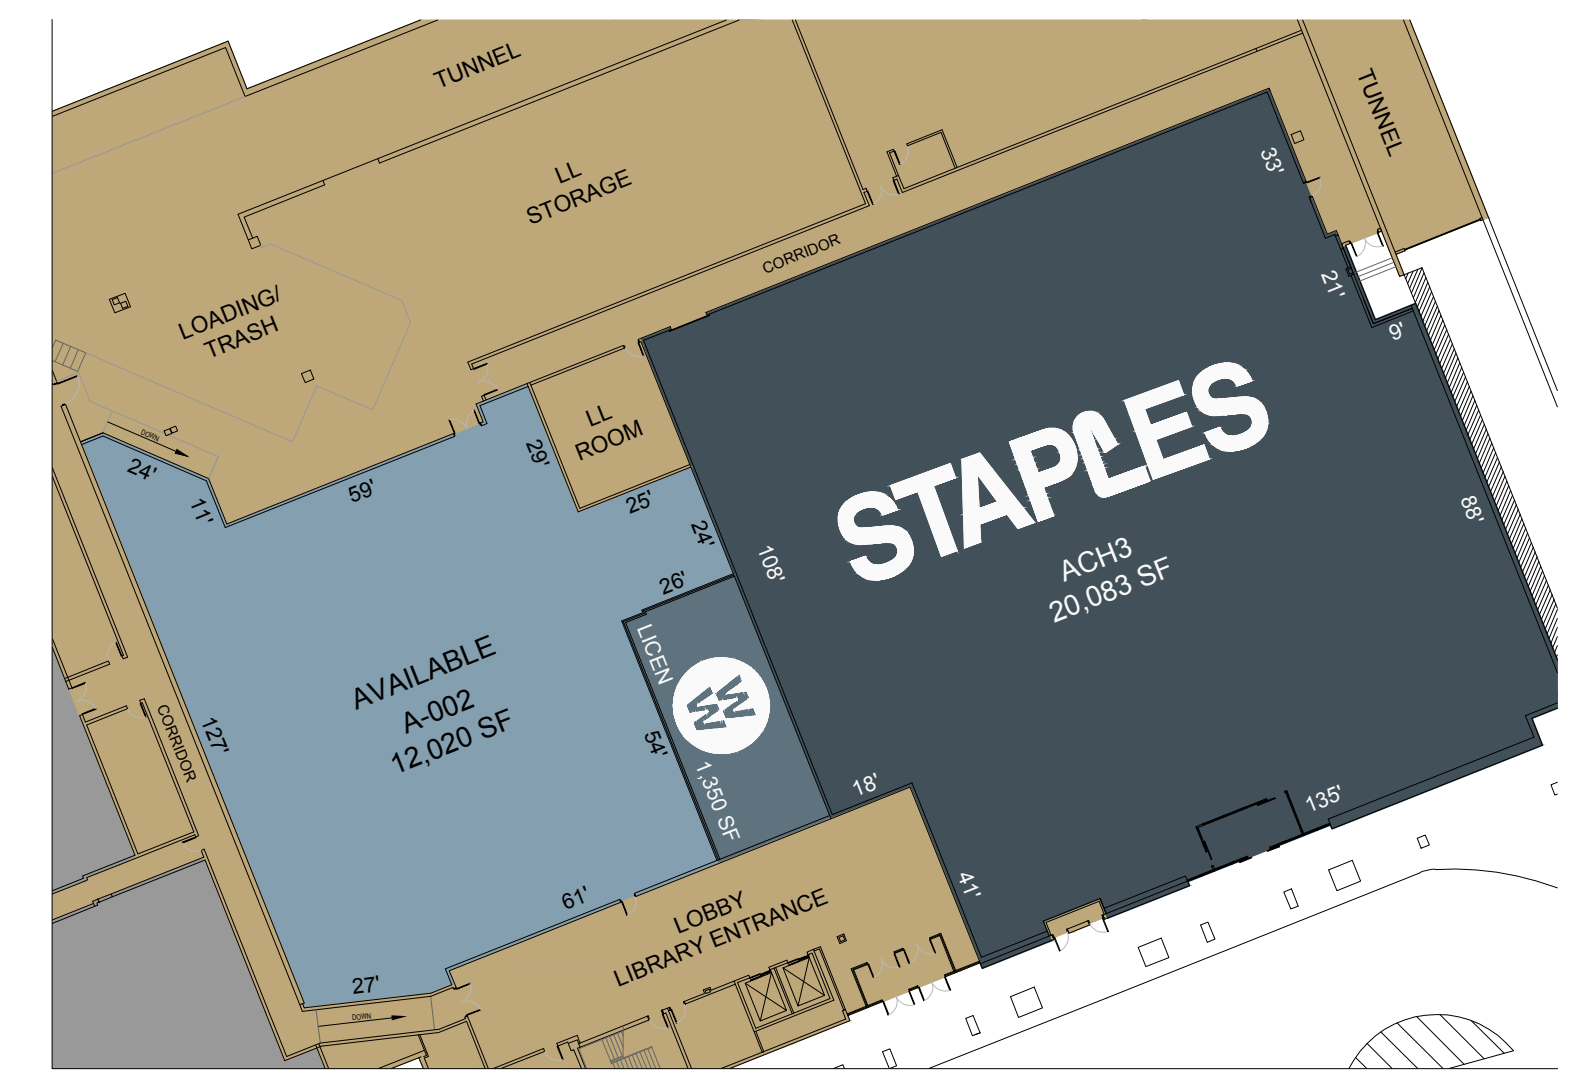 TUNNEL
TUNNEL
LL
STORAGE
33'
CORRIDOR
21'
9'
LOADING/
TRASH
DOWN
24'
11'
59'
29'
LL
ROOM
25'
24'
STAPLES
ACH3
20,083 SF
108'
88'
26'
LICEN
WW
54'
1,350 SF
AVAILABLE
A-002
12,020 SF
127'
CORRIDOR
18'
135'
41'
61'
LOBBY
LIBRARY ENTRANCE
27'
DOWN